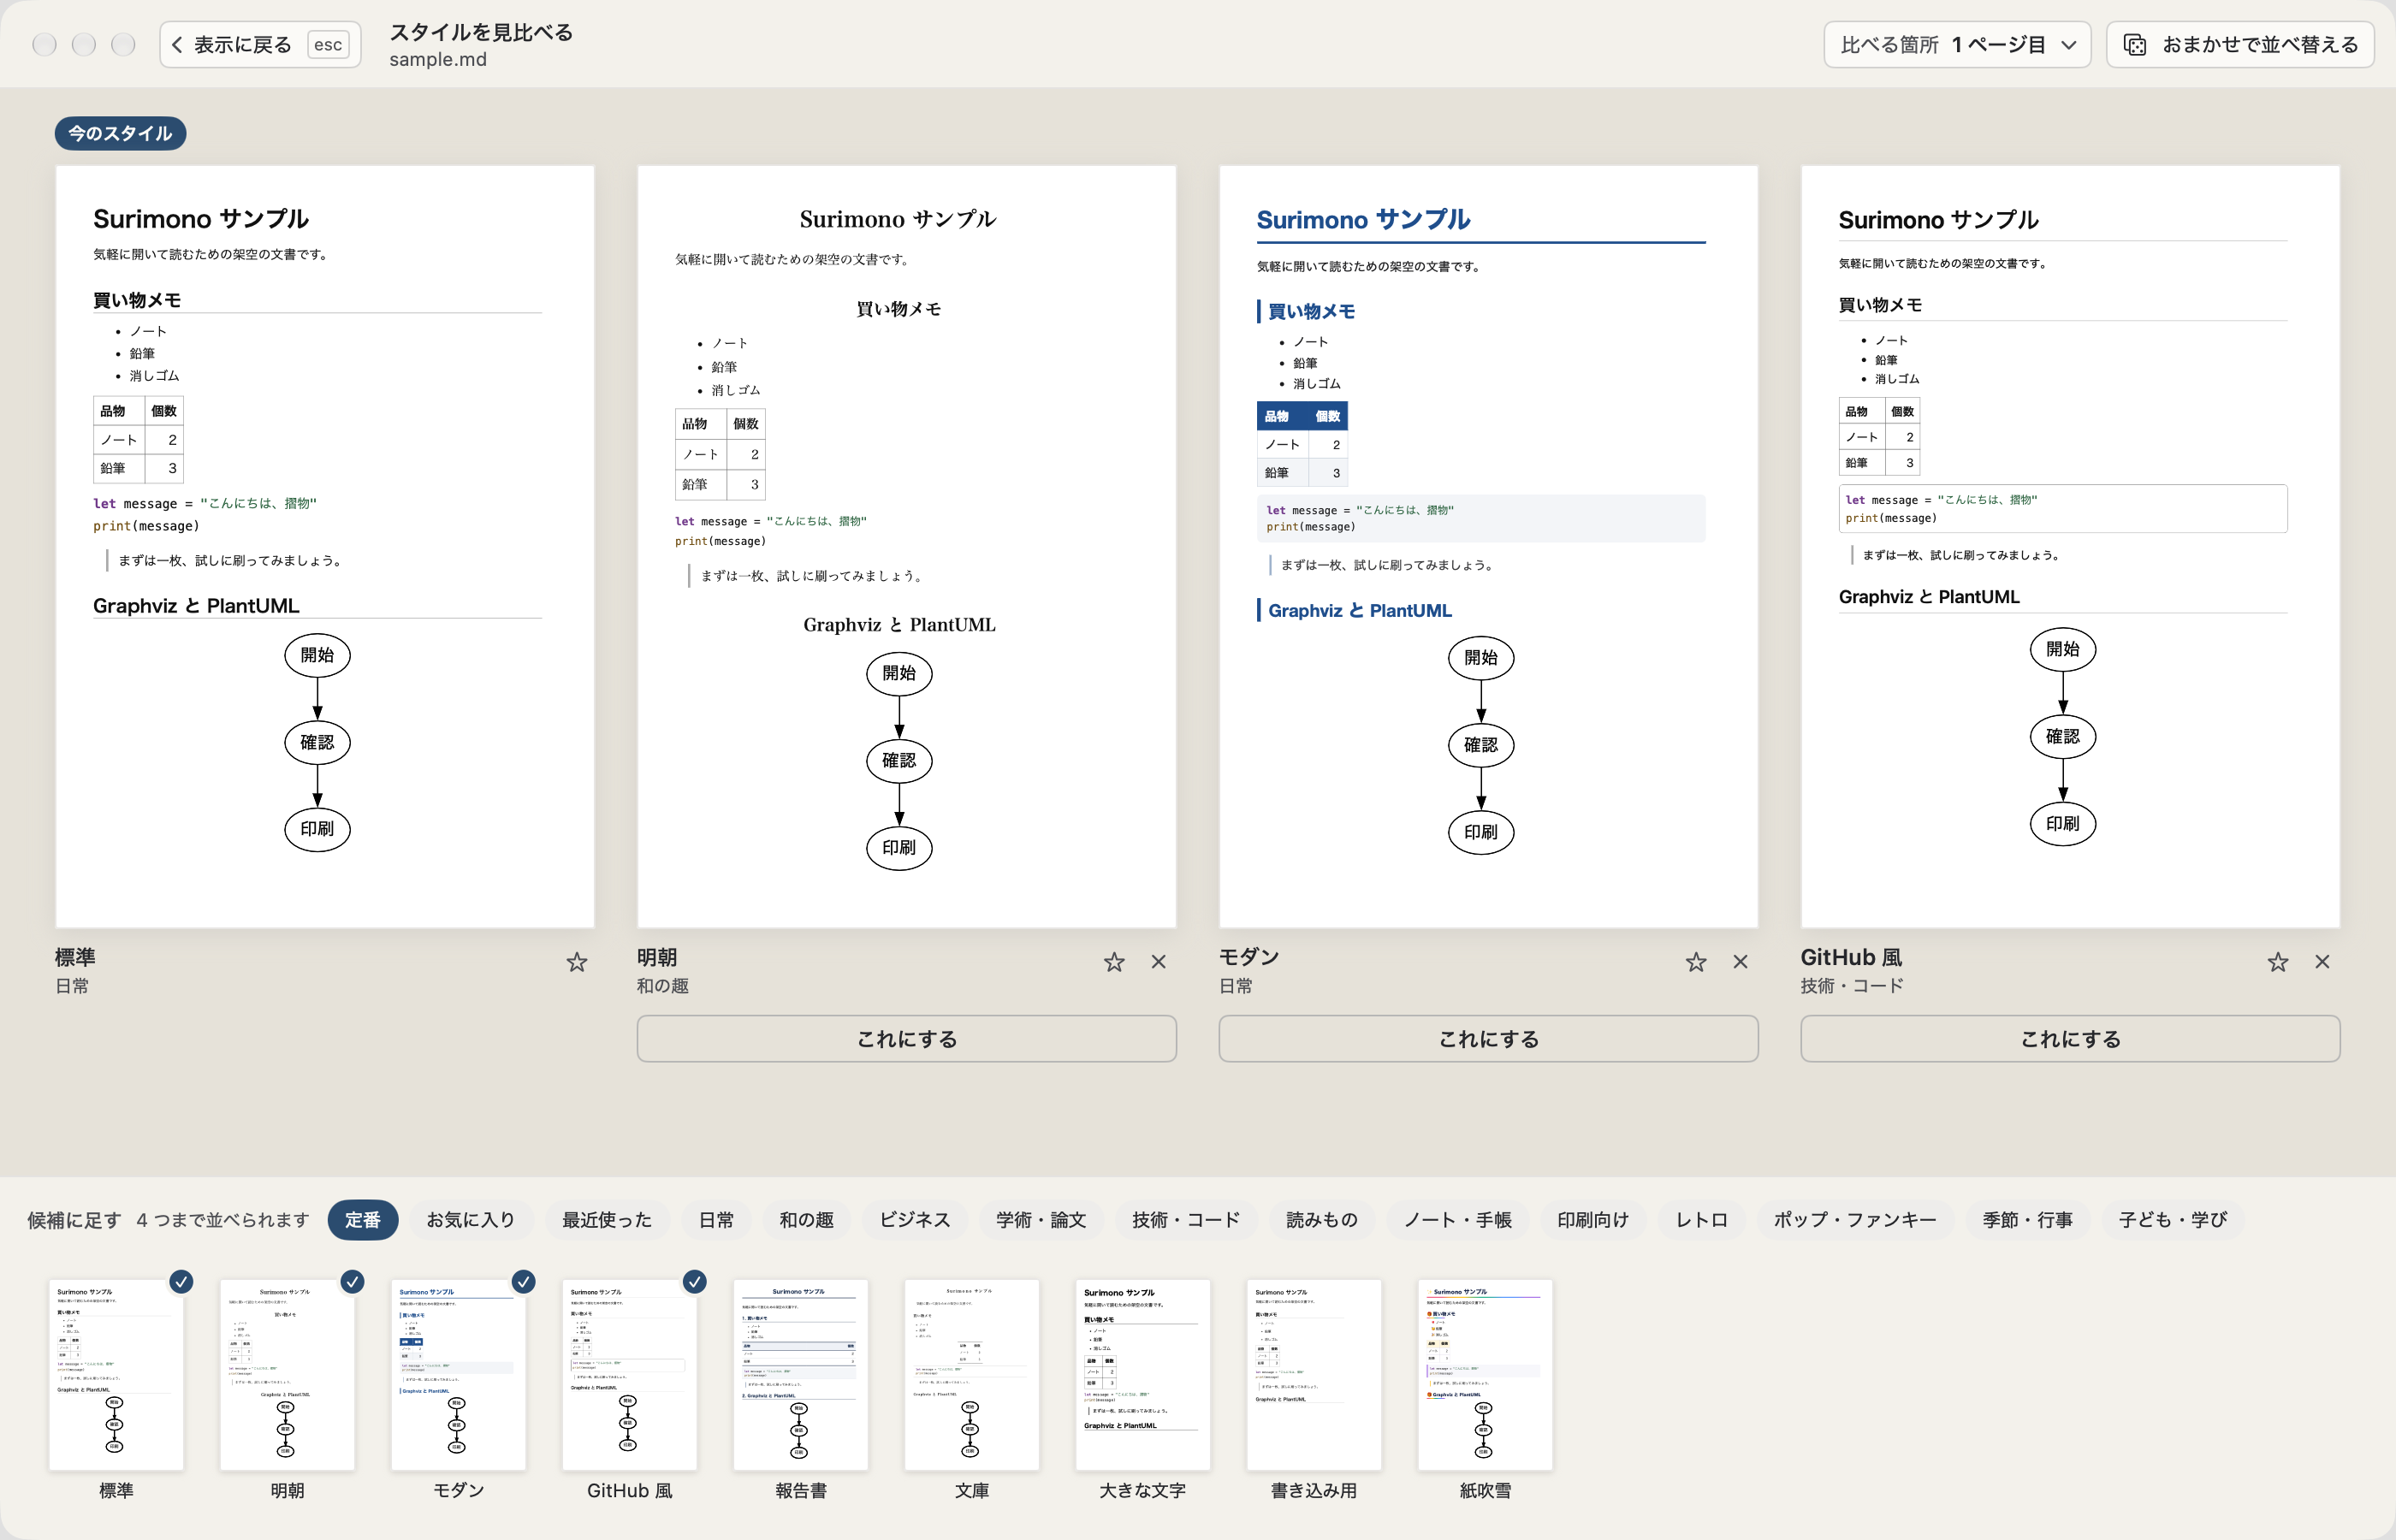 表示に戻る esc
スタイルを見比べる
sample.md
比べる箇所 1 ページ目
おまかせで並べ替える
今のスタイル
Surimono サンプル
気軽に開いて読むための架空の文書です。
買い物メモ
• ノート
• 鉛筆
• 消しゴム
品物 個数
ノート 2
鉛筆 3
let message = "こんにちは、摺物"
print(message)
まずは一枚、試しに刷ってみましょう。
Graphviz と PlantUML
開始
確認
印刷
標準
日常
Surimono サンプル
気軽に開いて読むための架空の文書です。
買い物メモ
• ノート
• 鉛筆
• 消しゴム
品物 個数
ノート 2
鉛筆 3
let message = "こんにちは、摺物"
print(message)
まずは一枚、試しに刷ってみましょう。
Graphviz と PlantUML
開始
確認
印刷
明朝
和の趣
これにする
Surimono サンプル
気軽に開いて読むための架空の文書です。
買い物メモ
• ノート
• 鉛筆
• 消しゴム
品物 個数
ノート 2
鉛筆 3
let message = "こんにちは、摺物"
print(message)
まずは一枚、試しに刷ってみましょう。
Graphviz と PlantUML
開始
確認
印刷
モダン
日常
これにする
Surimono サンプル
気軽に開いて読むための架空の文書です。
買い物メモ
• ノート
• 鉛筆
• 消しゴム
品物 個数
ノート 2
鉛筆 3
let message = "こんにちは、摺物"
print(message)
まずは一枚、試しに刷ってみましょう。
Graphviz と PlantUML
開始
確認
印刷
GitHub 風
技術・コード
これにする
候補に足す 4 つまで並べられます 定番 お気に入り 最近使った 日常 和の趣 ビジネス 学術・論文 技術・コード 読みもの ノート・手帳 印刷向け レトロ ポップ・ファンキー 季節・行事 子ども・学び
標準
明朝
モダン
GitHub 風
報告書
文庫
大きな文字
書き込み用
紙吹雪